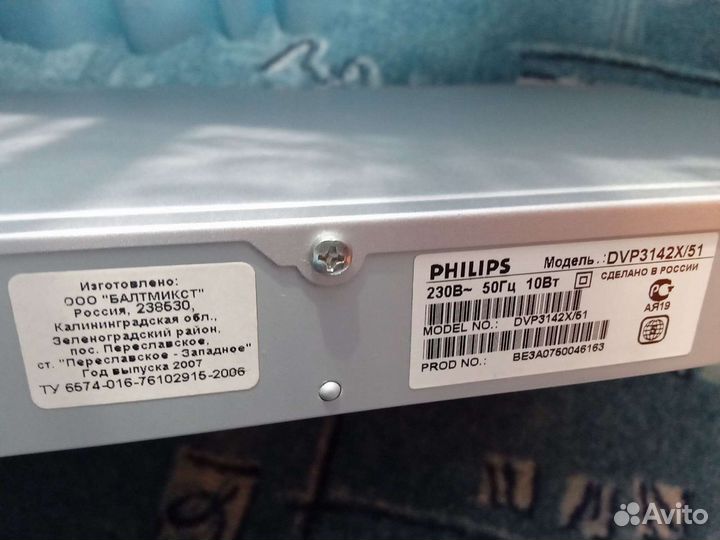 Изготовлено:
ООО "БАЛТМИКСТ"
Россия, 238630,
Калининградская обл.,
Зеленоградский район,
пос. Переславское,
ст. "Переславское - Западное"
Год выпуска 2007
ТУ 6574-016-76102915-2006
PHILIPS Модель.: DVP3142X/51
230В~ 50Гц 10Вт СДЕЛАНО В РОССИИ
MODEL NO.: DVP3142X/51
АЯ19
PROD NO.: BE3A0750046163
Avito